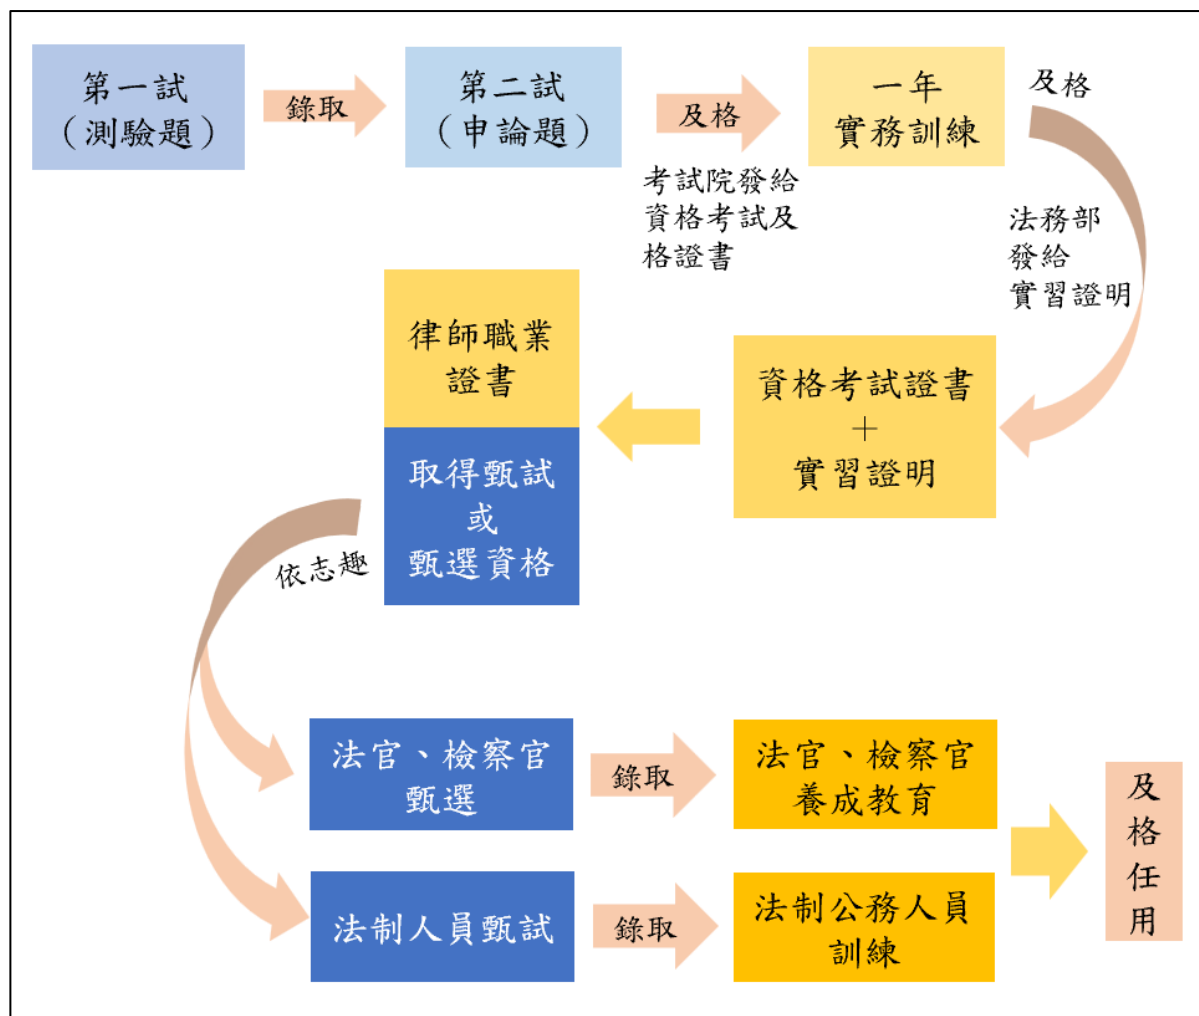 第一試
（測驗題）
錄取
第二試
（申論題）
及格
考試院發給
資格考試及
格證書
一年
實務訓練
及格
法務部
發給
實習證明
資格考試證書
＋
實習證明
律師職業
證書
取得甄試
或
甄選資格
依志趣
法官、檢察官
甄選
錄取
法官、檢察官
養成教育
法制人員甄試
錄取
法制公務人員
訓練
及
格
任
用